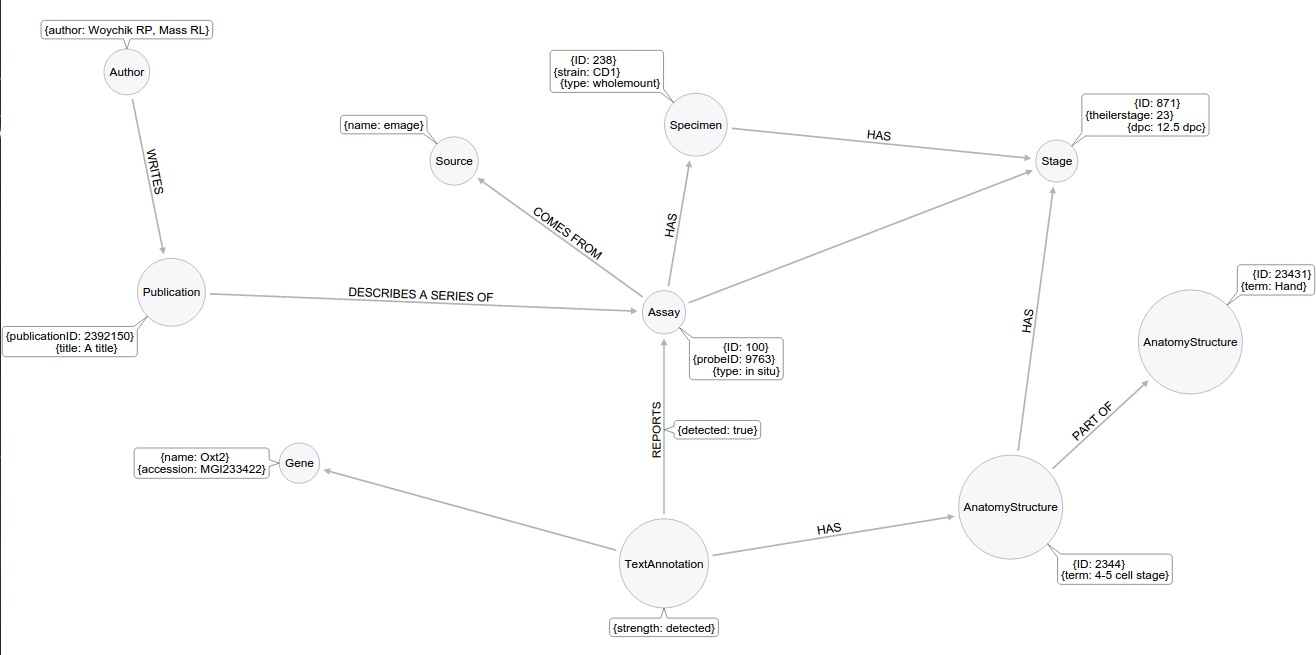 {author: Woychik RP, Mass RL}
Author
WRITES
{name: emage}
Source
{ID: 238}
{strain: CD1}
{type: wholemount}
Specimen
HAS
{ID: 871}
{theilerstage: 23}
{dpc: 12.5 dpc}
Stage
COMES FROM
HAS
Publication
{publicationID: 2392150}
{title: A title}
DESCRIBES A SERIES OF
Assay
{ID: 100}
{probeID: 9763}
{type: in situ}
HAS
{ID: 23431}
{term: Hand}
AnatomyStructure
PART OF
REPORTS
{detected: true}
{name: Oxt2}
{accession: MGI233422}
Gene
TextAnnotation
{strength: detected}
HAS
AnatomyStructure
{ID: 2344}
{term: 4-5 cell stage}